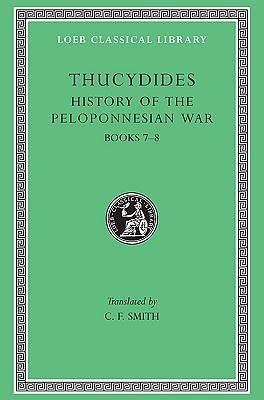 LOEB CLASSICAL LIBRARY
THUCYDIDES
HISTORY OF THE
PELOPONNESIAN WAR
BOOKS 7–8
Translated by
C. F. SMITH